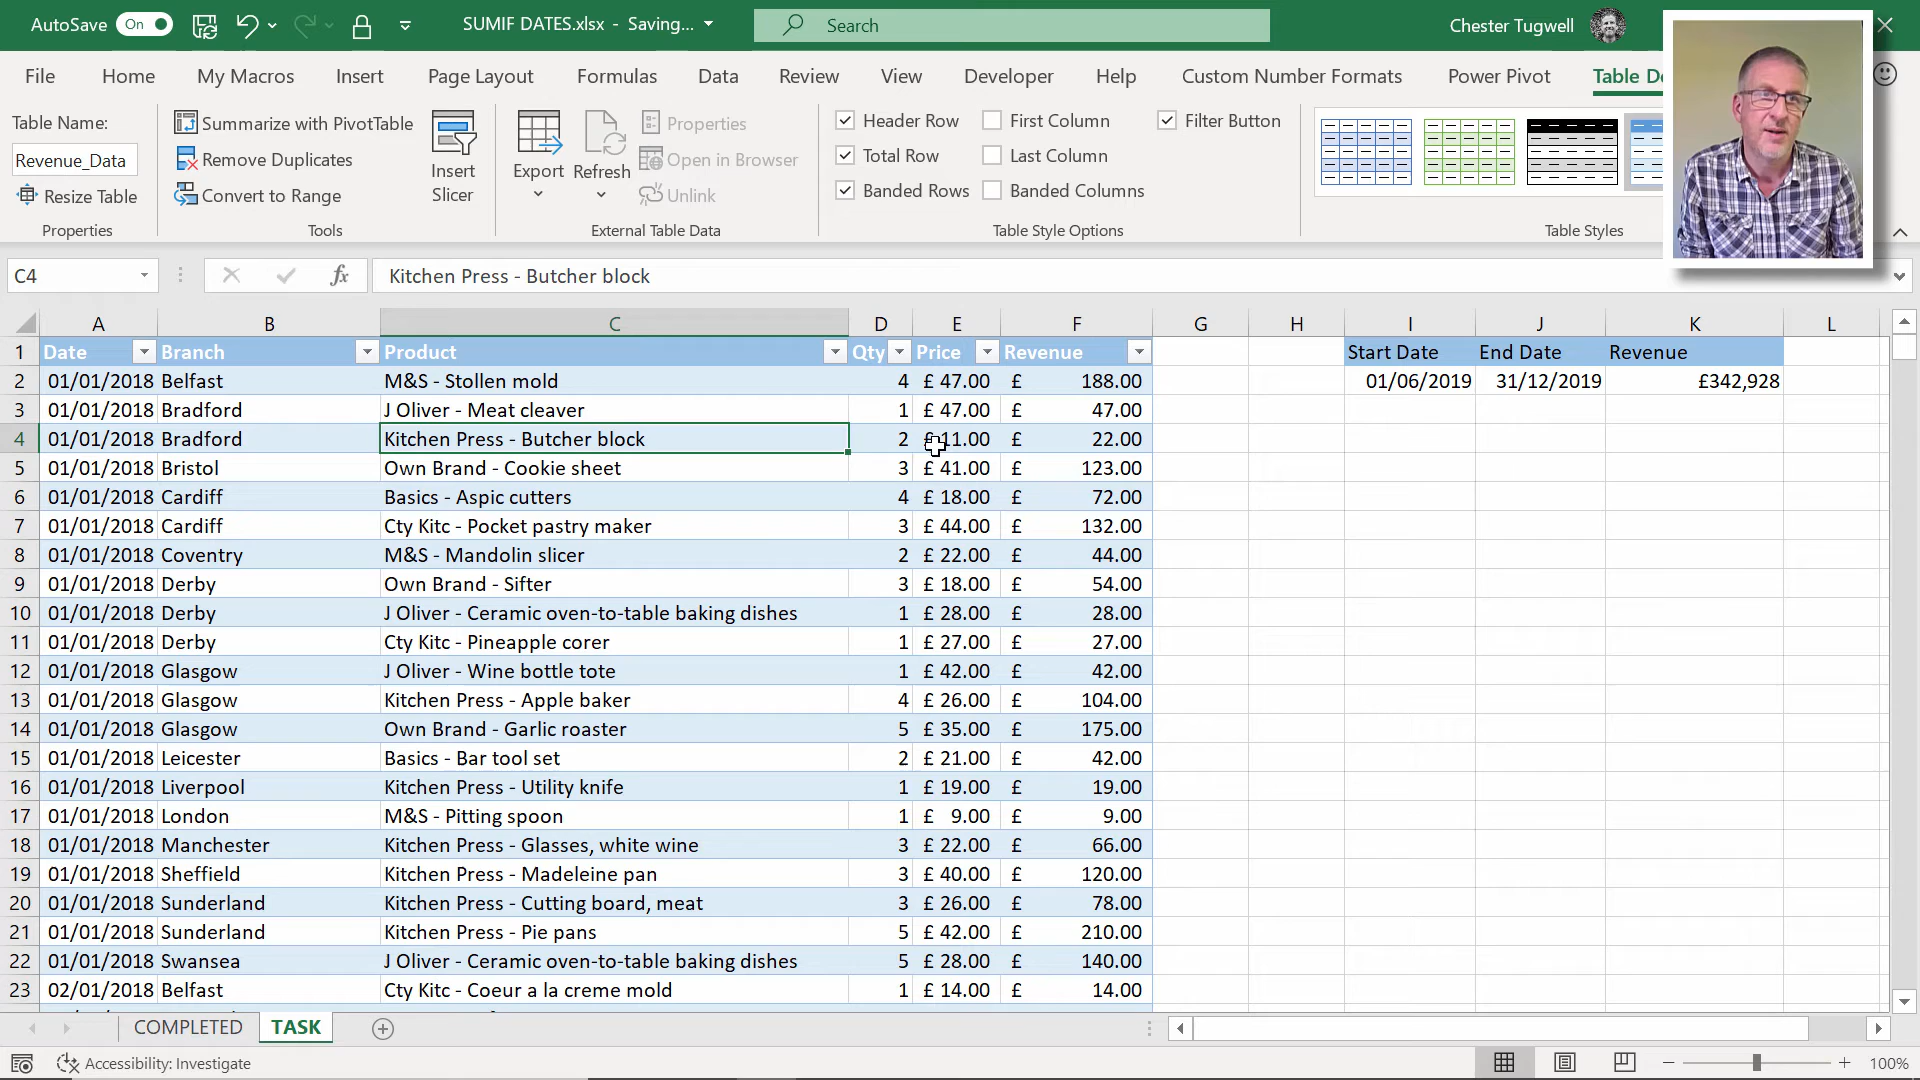 AutoSave On SUMIF DATES.xlsx - Saving... Search Chester Tugwell
File Home My Macros Insert Page Layout Formulas Data Review View Developer Help Custom Number Formats Power Pivot Table De
Table Name:
Revenue_Data
Resize Table
Properties
Summarize with PivotTable
Remove Duplicates
Convert to Range
Tools
Insert
Slicer
Export
Refresh
Properties
Open in Browser
Unlink
External Table Data
Header Row First Column Filter Button
Total Row Last Column
Banded Rows Banded Columns
Table Style Options
Table Styles
C4 fx Kitchen Press - Butcher block
A B C D E F G H I J K L
1 Date Branch Product Qty Price Revenue Start Date End Date Revenue
2 01/01/2018 Belfast M&S - Stollen mold 4 £ 47.00 £ 188.00 01/06/2019 31/12/2019 £342,928
3 01/01/2018 Bradford J Oliver - Meat cleaver 1 £ 47.00 £ 47.00
4 01/01/2018 Bradford Kitchen Press - Butcher block 2 £ 11.00 £ 22.00
5 01/01/2018 Bristol Own Brand - Cookie sheet 3 £ 41.00 £ 123.00
6 01/01/2018 Cardiff Basics - Aspic cutters 4 £ 18.00 £ 72.00
7 01/01/2018 Cardiff Cty Kitc - Pocket pastry maker 3 £ 44.00 £ 132.00
8 01/01/2018 Coventry M&S - Mandolin slicer 2 £ 22.00 £ 44.00
9 01/01/2018 Derby Own Brand - Sifter 3 £ 18.00 £ 54.00
10 01/01/2018 Derby J Oliver - Ceramic oven-to-table baking dishes 1 £ 28.00 £ 28.00
11 01/01/2018 Derby Cty Kitc - Pineapple corer 1 £ 27.00 £ 27.00
12 01/01/2018 Glasgow J Oliver - Wine bottle tote 1 £ 42.00 £ 42.00
13 01/01/2018 Glasgow Kitchen Press - Apple baker 4 £ 26.00 £ 104.00
14 01/01/2018 Glasgow Own Brand - Garlic roaster 5 £ 35.00 £ 175.00
15 01/01/2018 Leicester Basics - Bar tool set 2 £ 21.00 £ 42.00
16 01/01/2018 Liverpool Kitchen Press - Utility knife 1 £ 19.00 £ 19.00
17 01/01/2018 London M&S - Pitting spoon 1 £ 9.00 £ 9.00
18 01/01/2018 Manchester Kitchen Press - Glasses, white wine 3 £ 22.00 £ 66.00
19 01/01/2018 Sheffield Kitchen Press - Madeleine pan 3 £ 40.00 £ 120.00
20 01/01/2018 Sunderland Kitchen Press - Cutting board, meat 3 £ 26.00 £ 78.00
21 01/01/2018 Sunderland Kitchen Press - Pie pans 5 £ 42.00 £ 210.00
22 01/01/2018 Swansea J Oliver - Ceramic oven-to-table baking dishes 5 £ 28.00 £ 140.00
23 02/01/2018 Belfast Cty Kitc - Coeur a la creme mold 1 £ 14.00 £ 14.00
COMPLETED TASK
Accessibility: Investigate 100%